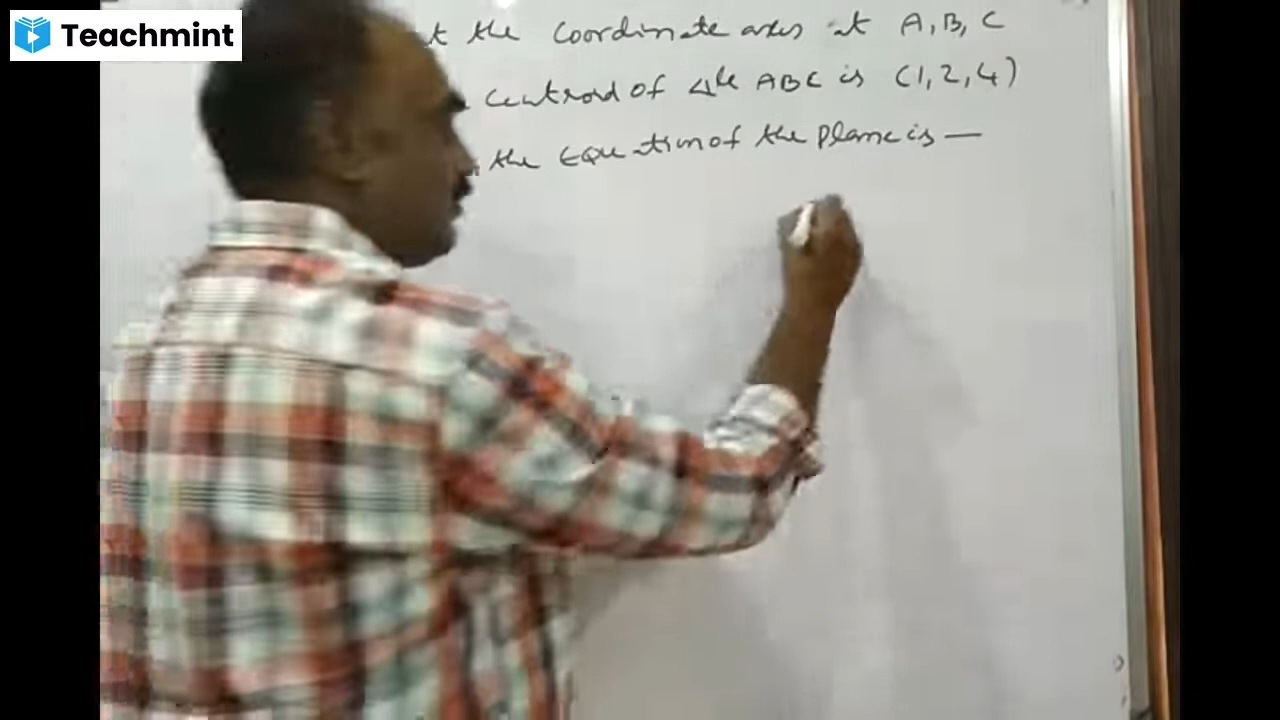 Teachmint
the coordinate axes at A, B, C
centroid of Δle ABC is (1, 2, 4)
the Equation of the plane is —